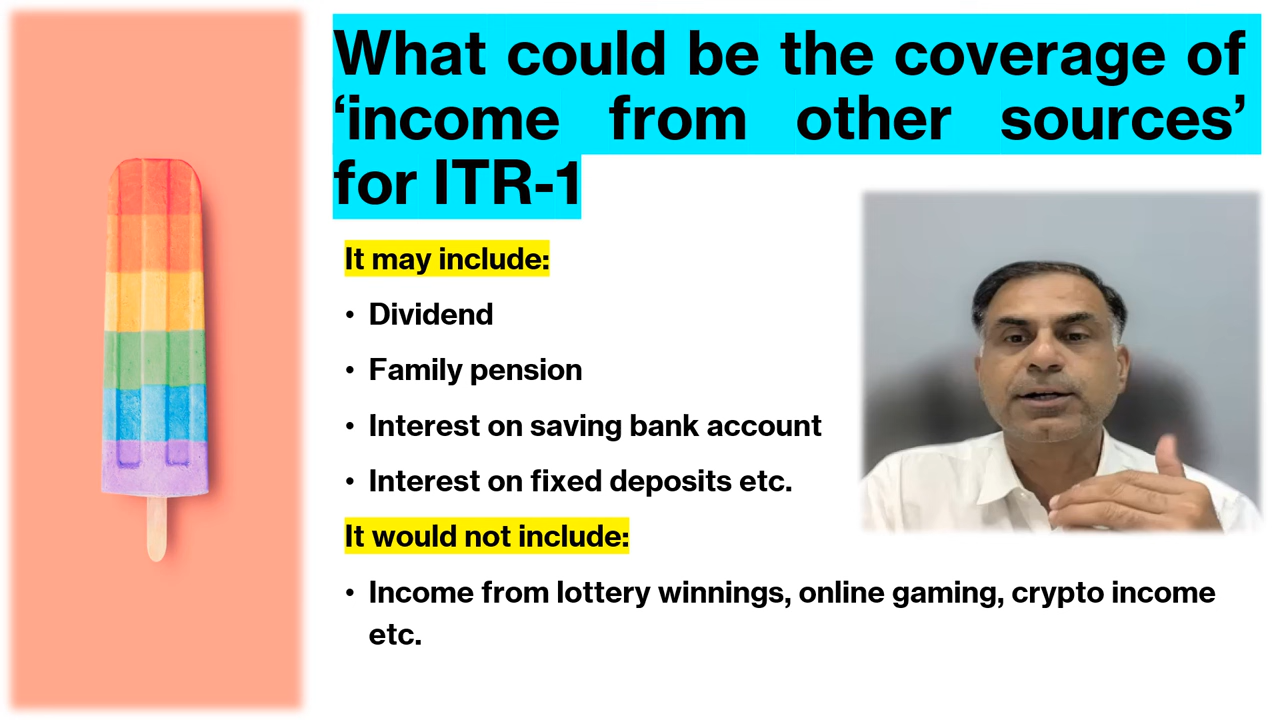 What could be the coverage of
‘income from other sources’
for ITR-1
It may include:
• Dividend
• Family pension
• Interest on saving bank account
• Interest on fixed deposits etc.
It would not include:
• Income from lottery winnings, online gaming, crypto income
etc.